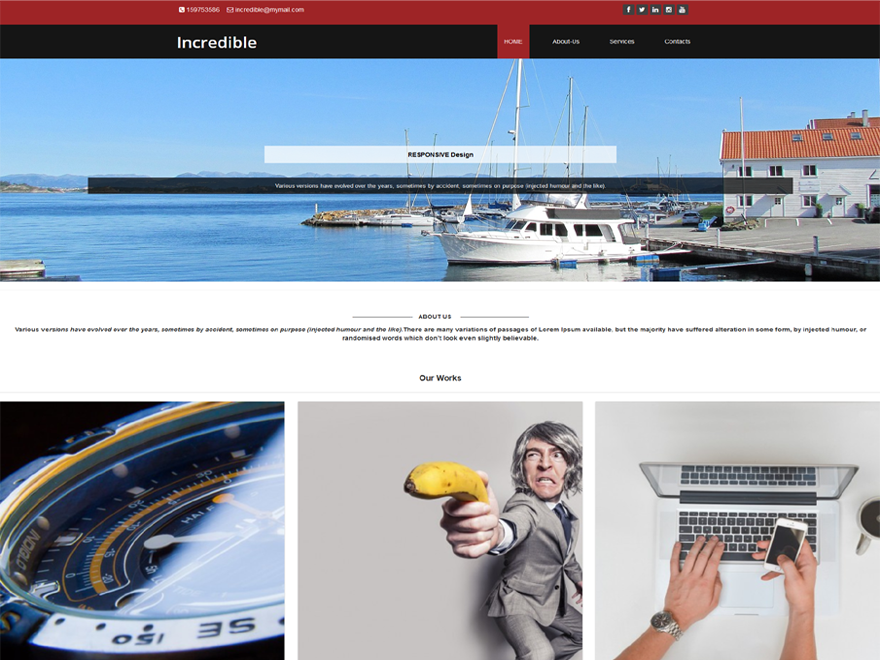 159753586 incredible@mymail.com
Incredible
HOME About-Us Services Contacts
RESPONSIVE Design
Various versions have evolved over the years, sometimes by accident, sometimes on purpose (injected humour and the like).
ABOUT US
Various versions have evolved over the years, sometimes by accident, sometimes on purpose (injected humour and the like).There are many variations of passages of Lorem Ipsum available, but the majority have suffered alteration in some form, by injected humour, or
randomised words which don't look even slightly believable.
Our Works